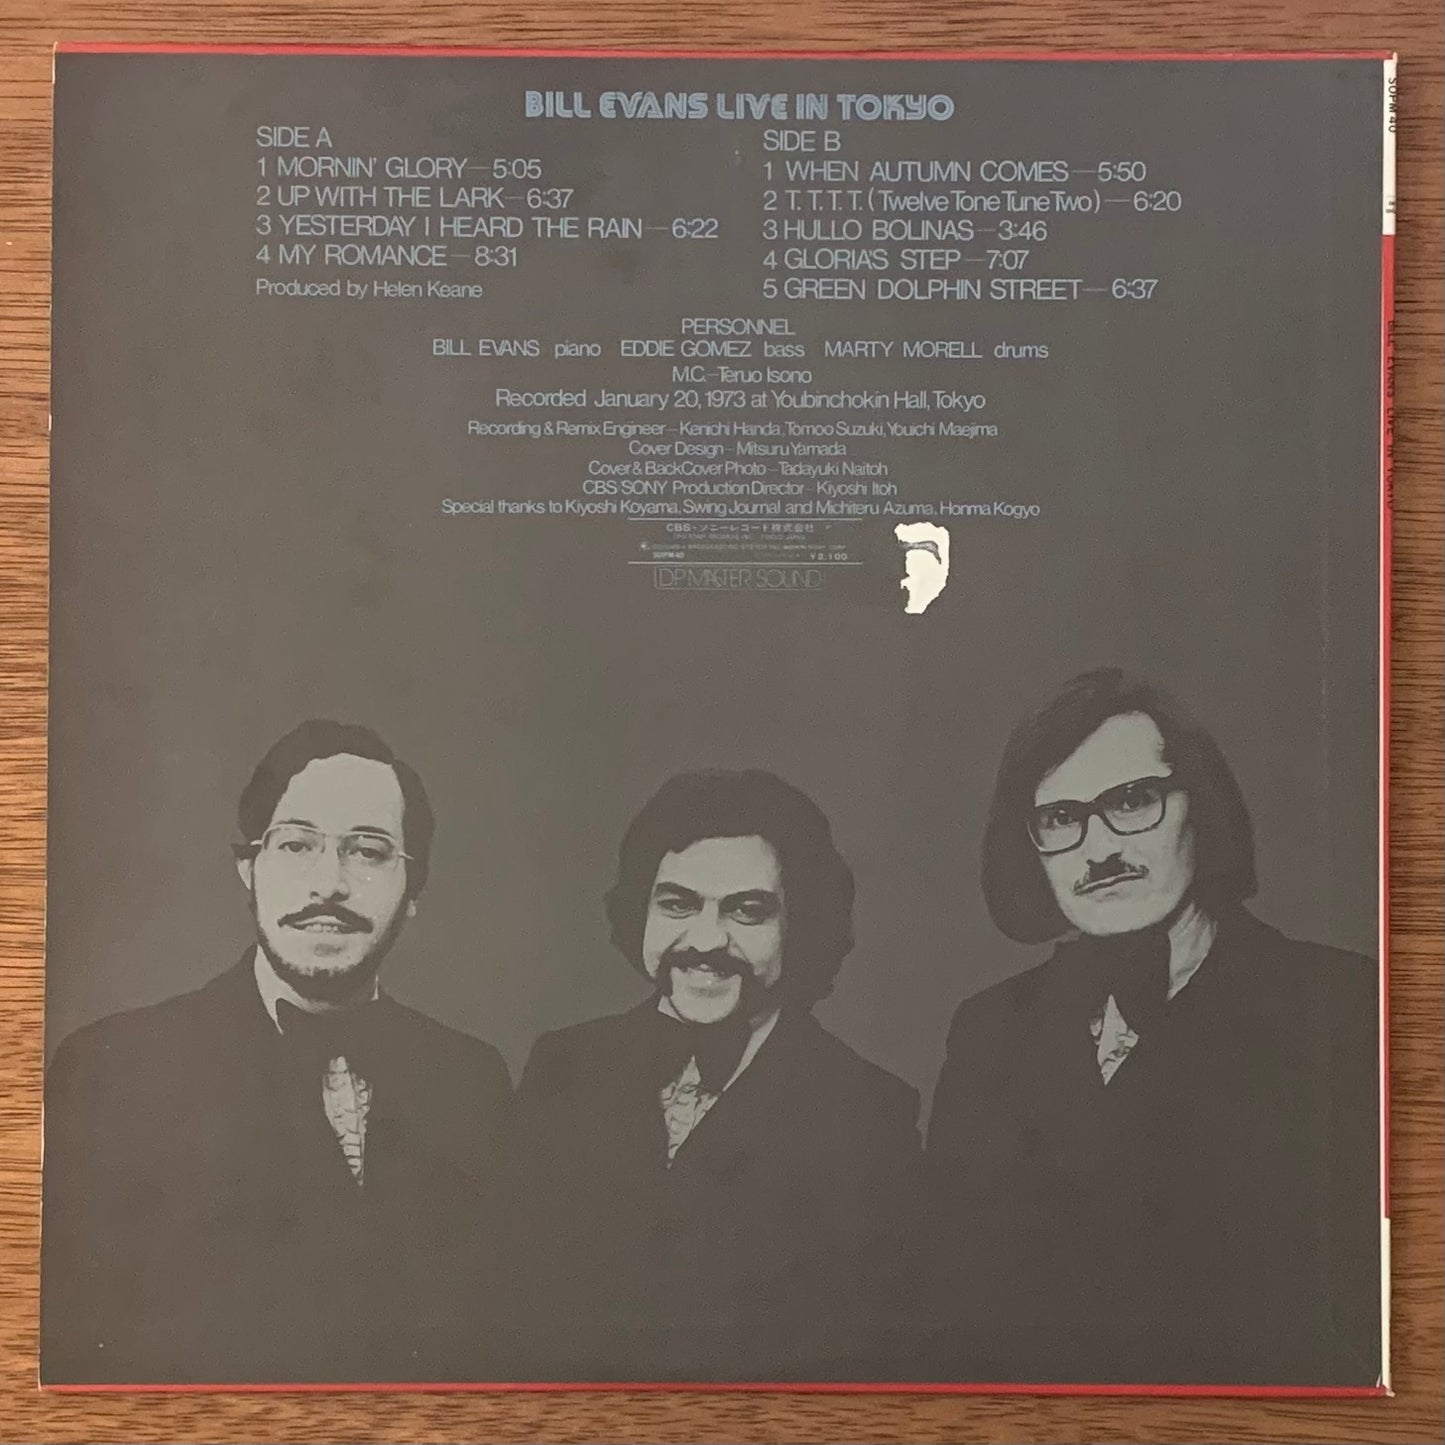 BILL EVANS LIVE IN TOKYO
SIDE A
1 MORNIN' GLORY—5:05
2 UP WITH THE LARK—6:37
3 YESTERDAY I HEARD THE RAIN—6:22
4 MY ROMANCE—8:31
Produced by Helen Keane
SIDE B
1 WHEN AUTUMN COMES—5:50
2 T.T.T.T. (Twelve Tone Tune Two)—6:20
3 HULLO BOLINAS—3:46
4 GLORIA'S STEP—7:07
5 GREEN DOLPHIN STREET—6:37
PERSONNEL
BILL EVANS piano EDDIE GOMEZ bass MARTY MORELL drums
M.C.—Teruo Isono
Recorded January 20, 1973 at Youbinchokin Hall, Tokyo
Recording & Remix Engineer—Kenichi Handa, Tomoo Suzuki, Youichi Maejima
Cover Design—Mitsuru Yamada
Cover & BackCover Photo—Tadayuki Naitoh
CBS/SONY Production Director—Kiyoshi Itoh
Special thanks to Kiyoshi Koyama, Swing Journal and Michiteru Azuma, Honma Kogyo
CBS・ソニーレコード株式会社
SOPM 40 ¥2,100
DP MASTER SOUND
SOPM 40
BILL EVANS LIVE IN TOKYO